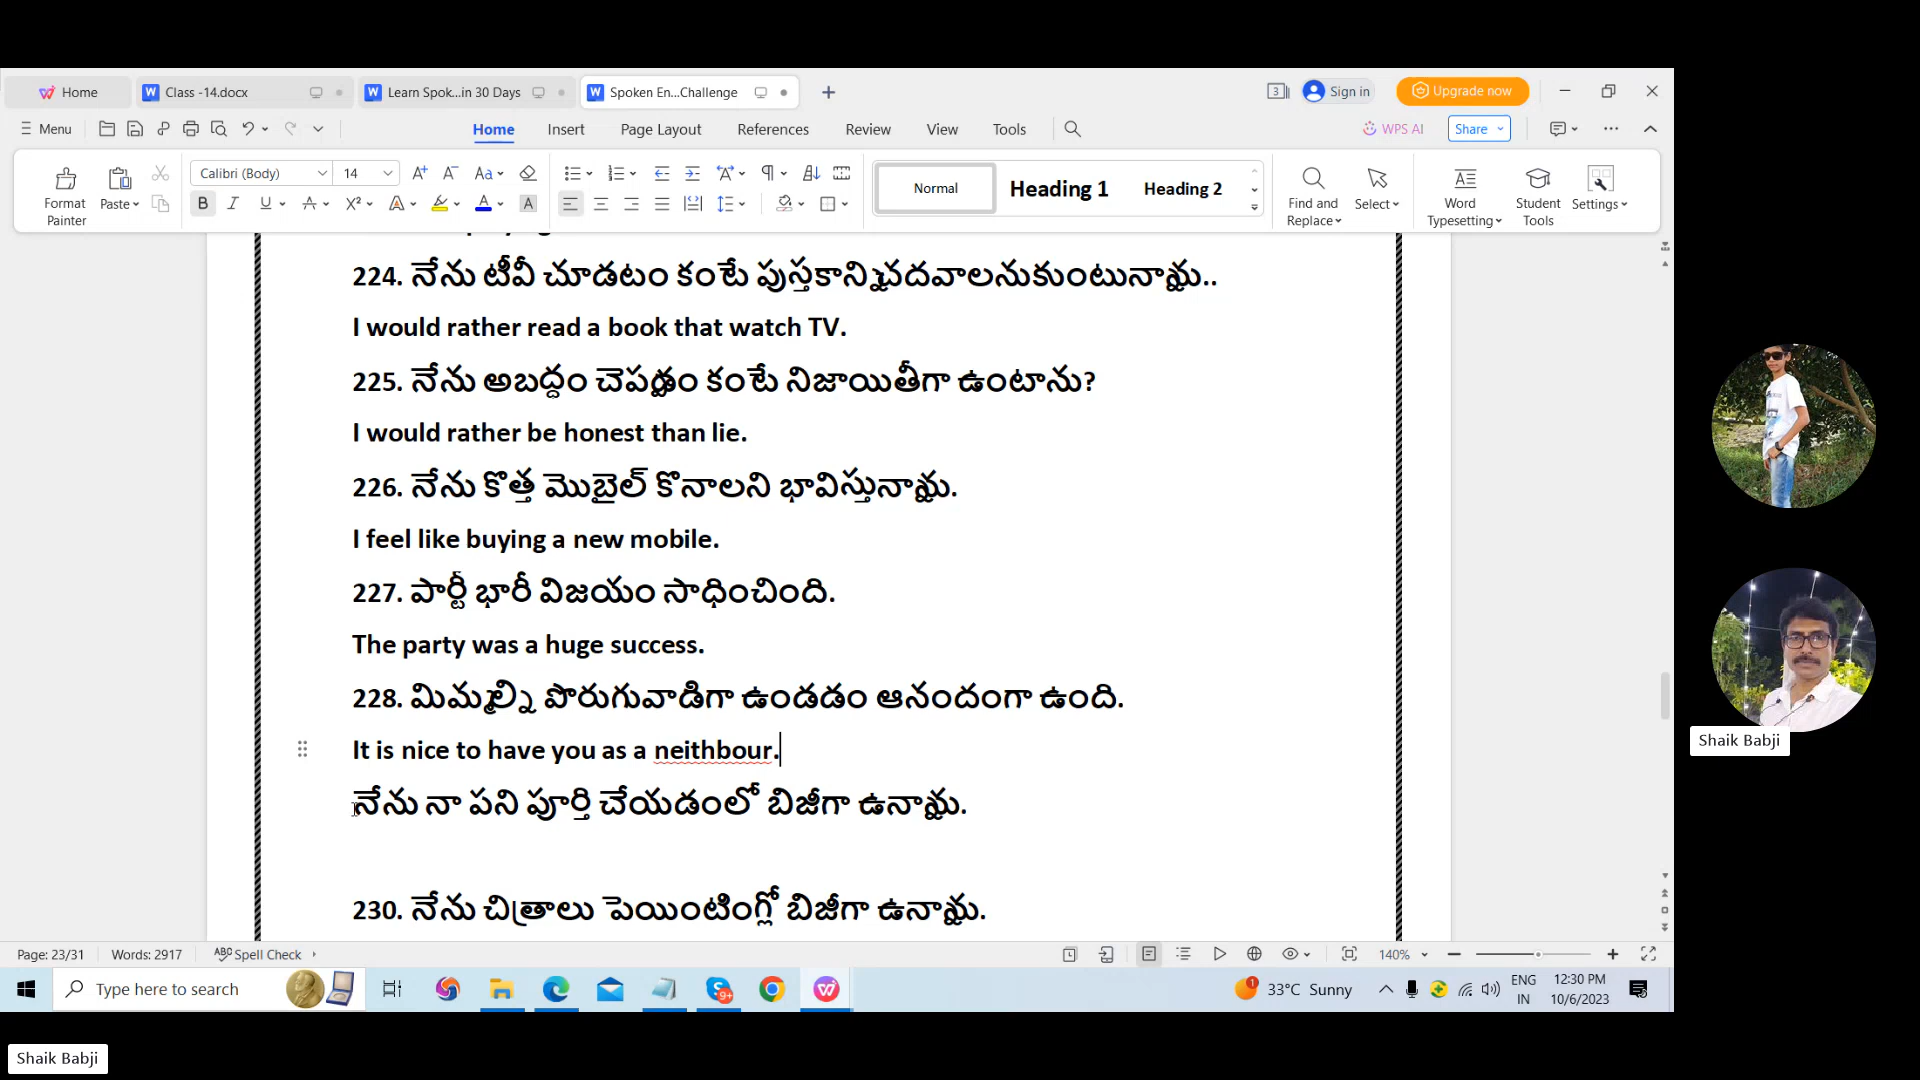 Home
Class -14.docx
Learn Spok...in 30 Days
Spoken En...Challenge
3
Sign in
Upgrade now
Menu
Home
Insert
Page Layout
References
Review
View
Tools
WPS AI
Share
Format Painter
Paste
Calibri (Body)
14
Normal
Heading 1
Heading 2
Find and Replace
Select
Word Typesetting
Student Tools
Settings
224. నేను టీవీ చూడటం కంటే పుస్తకాన్ని చదవాలనుకుంటున్నాను..
I would rather read a book that watch TV.
225. నేను అబద్దం చెప్పడం కంటే నిజాయితీగా ఉంటాను?
I would rather be honest than lie.
226. నేను కొత్త మొబైల్ కొనాలని భావిస్తున్నాను.
I feel like buying a new mobile.
227. పార్టీ భారీ విజయం సాధించింది.
The party was a huge success.
228. మిమ్మల్ని పొరుగువాడిగా ఉండడం ఆనందంగా ఉంది.
It is nice to have you as a neithbour.
నేను నా పని పూర్తి చేయడంలో బిజీగా ఉన్నాను.
230. నేను చిత్రాలు పెయింటింగ్లో బిజీగా ఉన్నాను.
Page: 23/31
Words: 2917
Spell Check
140%
Type here to search
9+
1
33°C Sunny
ENG
IN
12:30 PM
10/6/2023
Shaik Babji
Shaik Babji